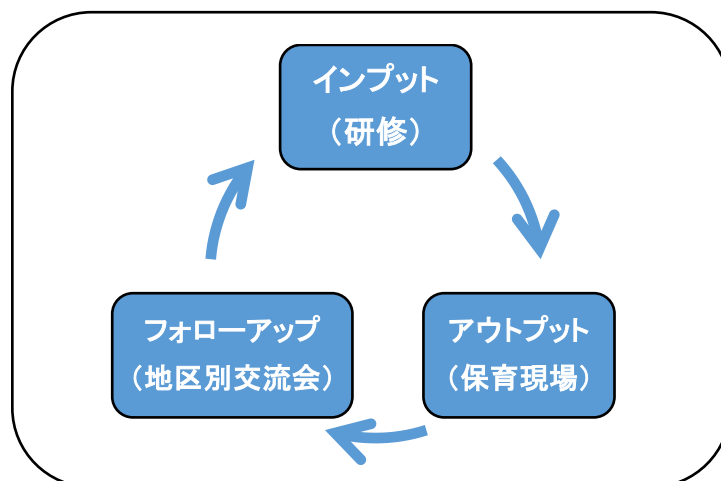 インプット
（研修）
フォローアップ
（地区別交流会）
アウトプット
（保育現場）